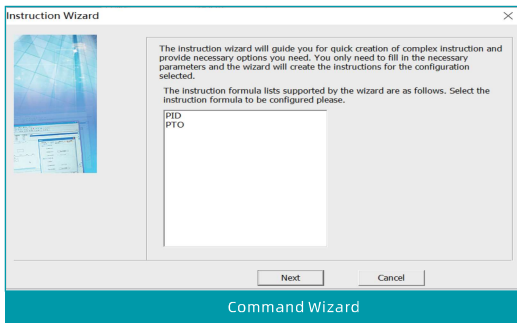 Instruction Wizard
The instruction wizard will guide you for quick creation of complex instruction and
provide necessary options you need. You only need to fill in the necessary
parameters and the wizard will create the instructions for the configuration
selected.
The instruction formula lists supported by the wizard are as follows. Select the
instruction formula to be configured please.
PID
PTO
Next Cancel
Command Wizard